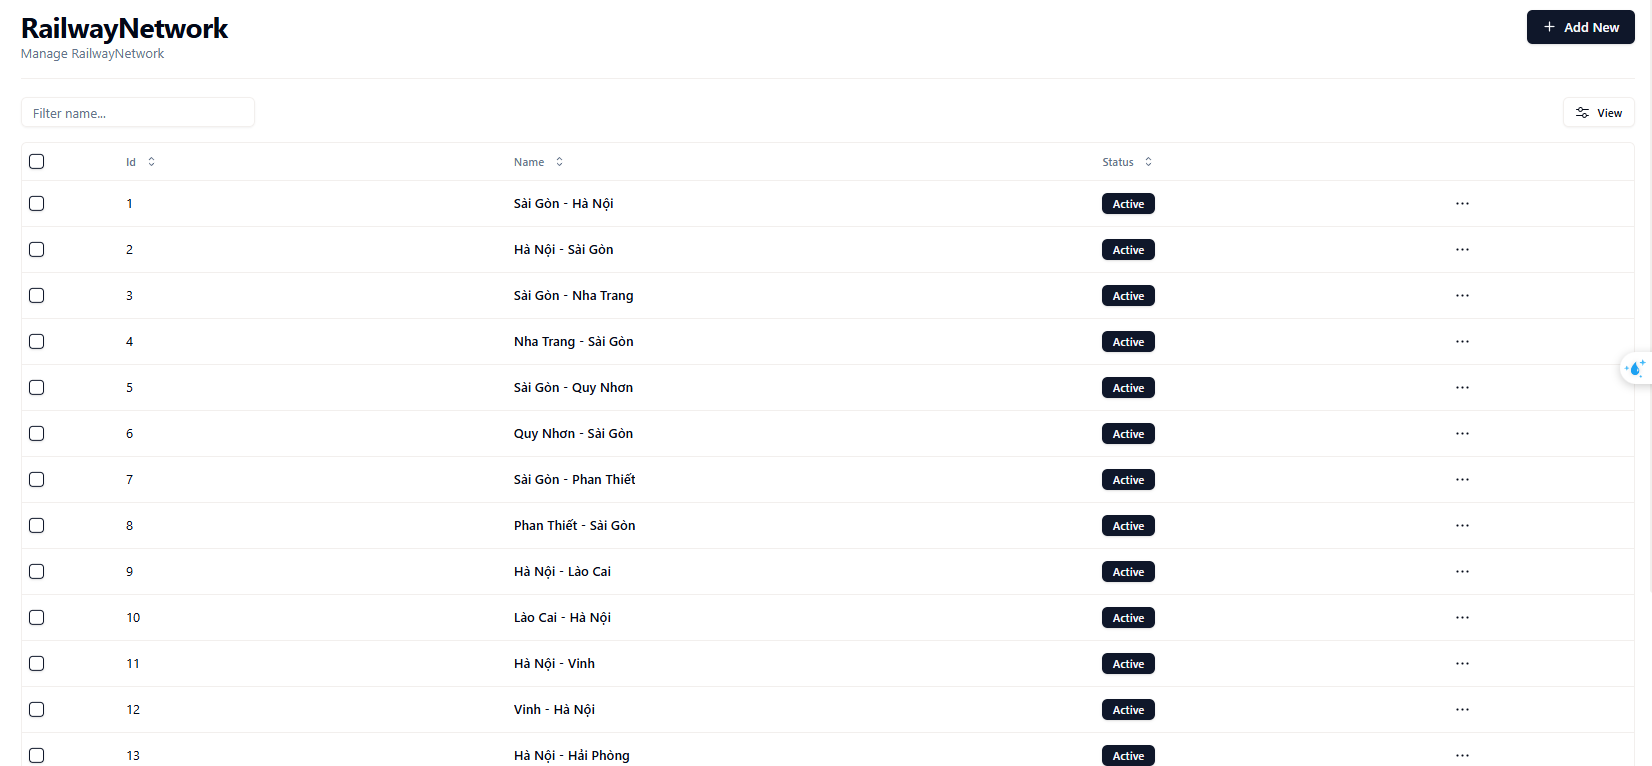 RailwayNetwork
Manage RailwayNetwork
Add New
Filter name...
View
Id Name Status
1 Sài Gòn - Hà Nội Active
2 Hà Nội - Sài Gòn Active
3 Sài Gòn - Nha Trang Active
4 Nha Trang - Sài Gòn Active
5 Sài Gòn - Quy Nhơn Active
6 Quy Nhơn - Sài Gòn Active
7 Sài Gòn - Phan Thiết Active
8 Phan Thiết - Sài Gòn Active
9 Hà Nội - Lào Cai Active
10 Lào Cai - Hà Nội Active
11 Hà Nội - Vinh Active
12 Vinh - Hà Nội Active
13 Hà Nội - Hải Phòng Active